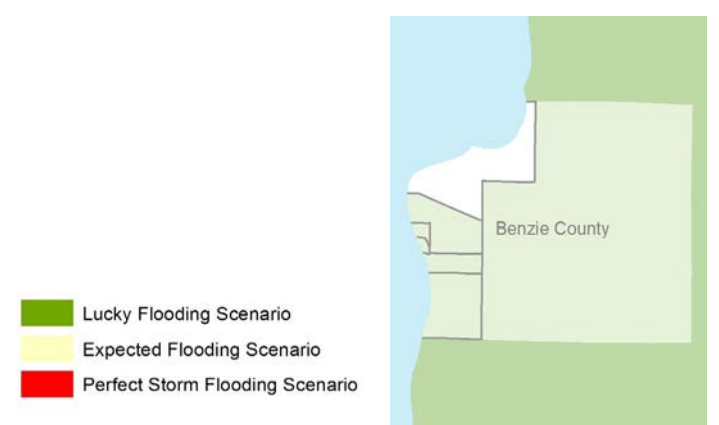 Benzie County
Lucky Flooding Scenario
Expected Flooding Scenario
Perfect Storm Flooding Scenario